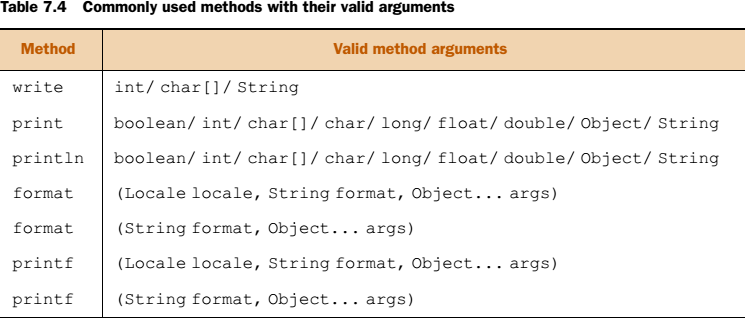 Table 7.4 Commonly used methods with their valid arguments
Method Valid method arguments
write int/ char[]/ String
print boolean/ int/ char[]/ char/ long/ float/ double/ Object/ String
println boolean/ int/ char[]/ char/ long/ float/ double/ Object/ String
format (Locale locale, String format, Object... args)
format (String format, Object... args)
printf (Locale locale, String format, Object... args)
printf (String format, Object... args)